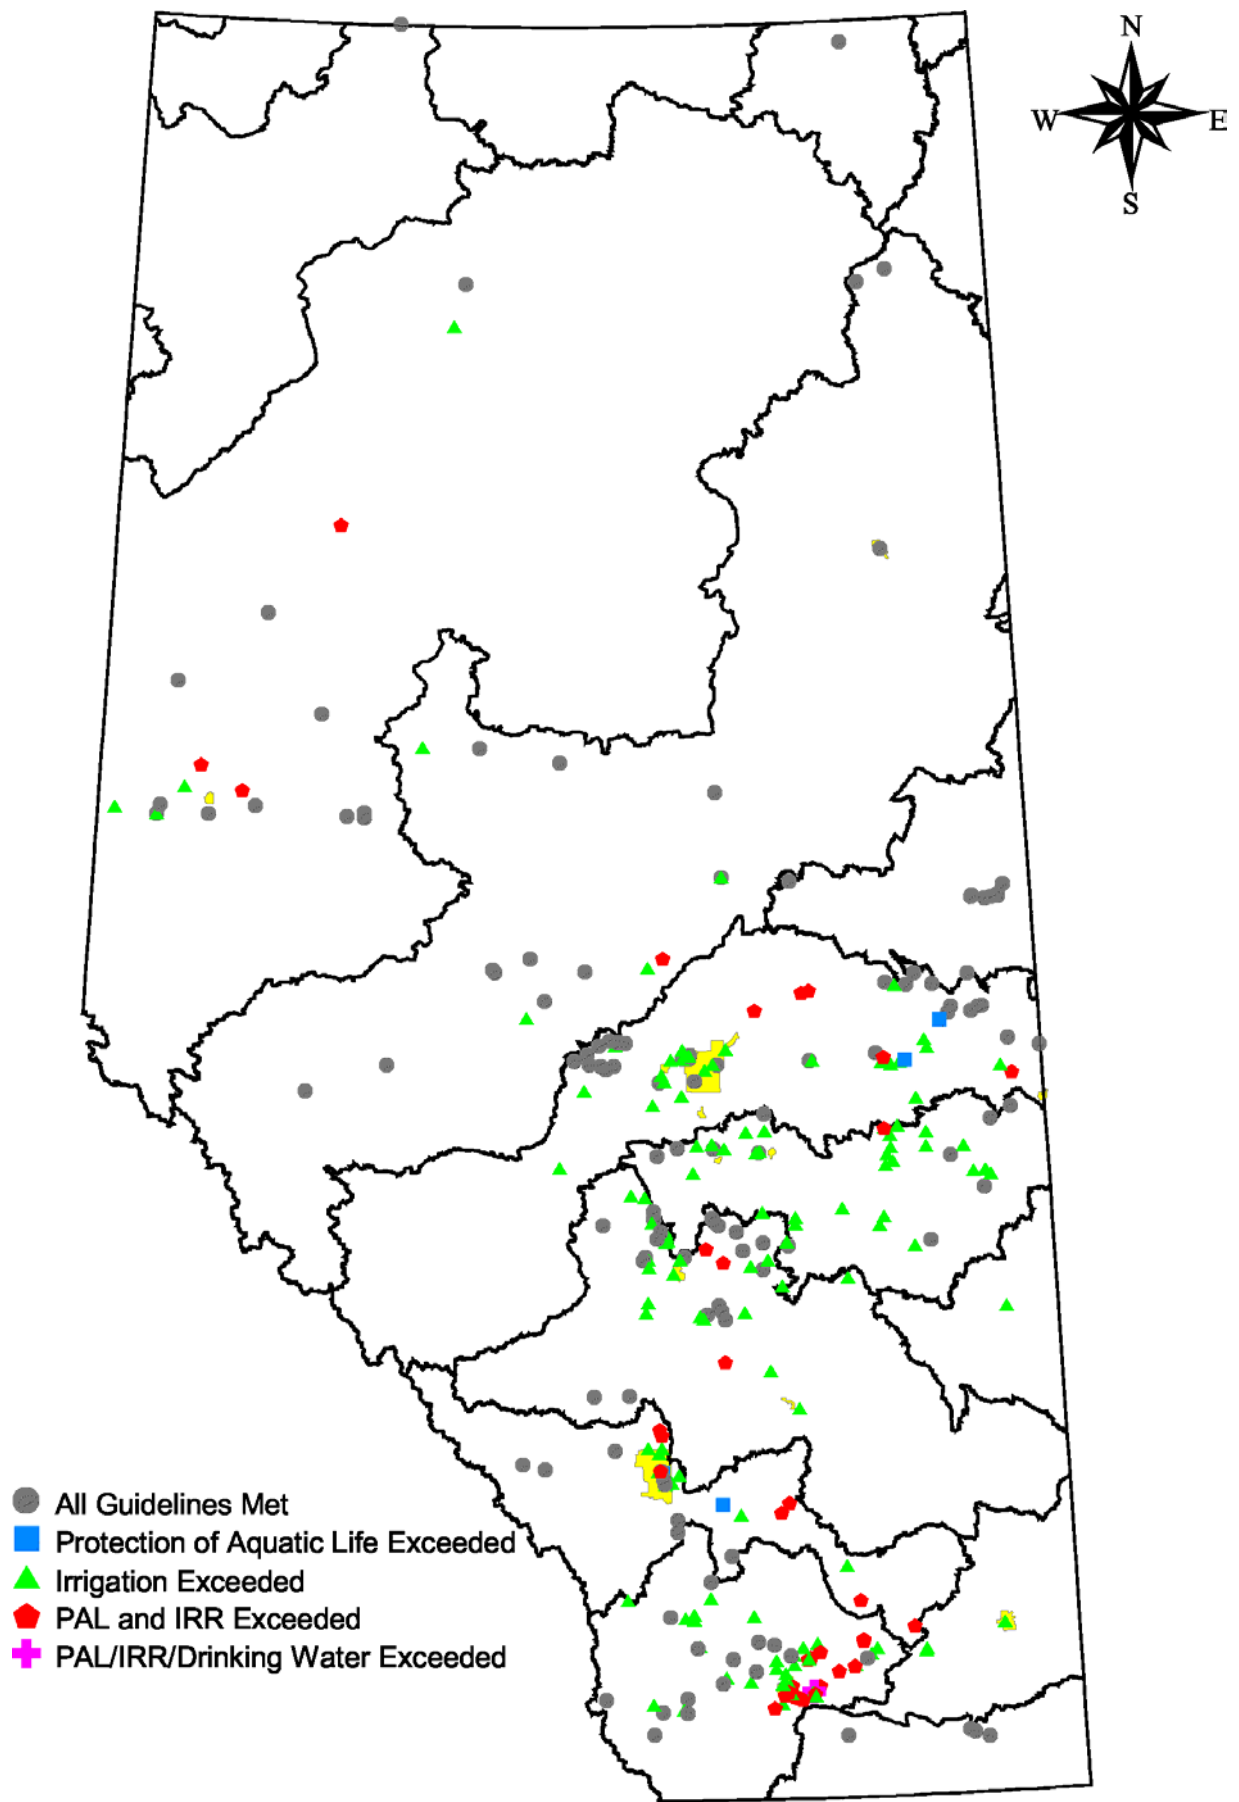 N
W E
S
All Guidelines Met
Protection of Aquatic Life Exceeded
Irrigation Exceeded
PAL and IRR Exceeded
PAL/IRR/Drinking Water Exceeded